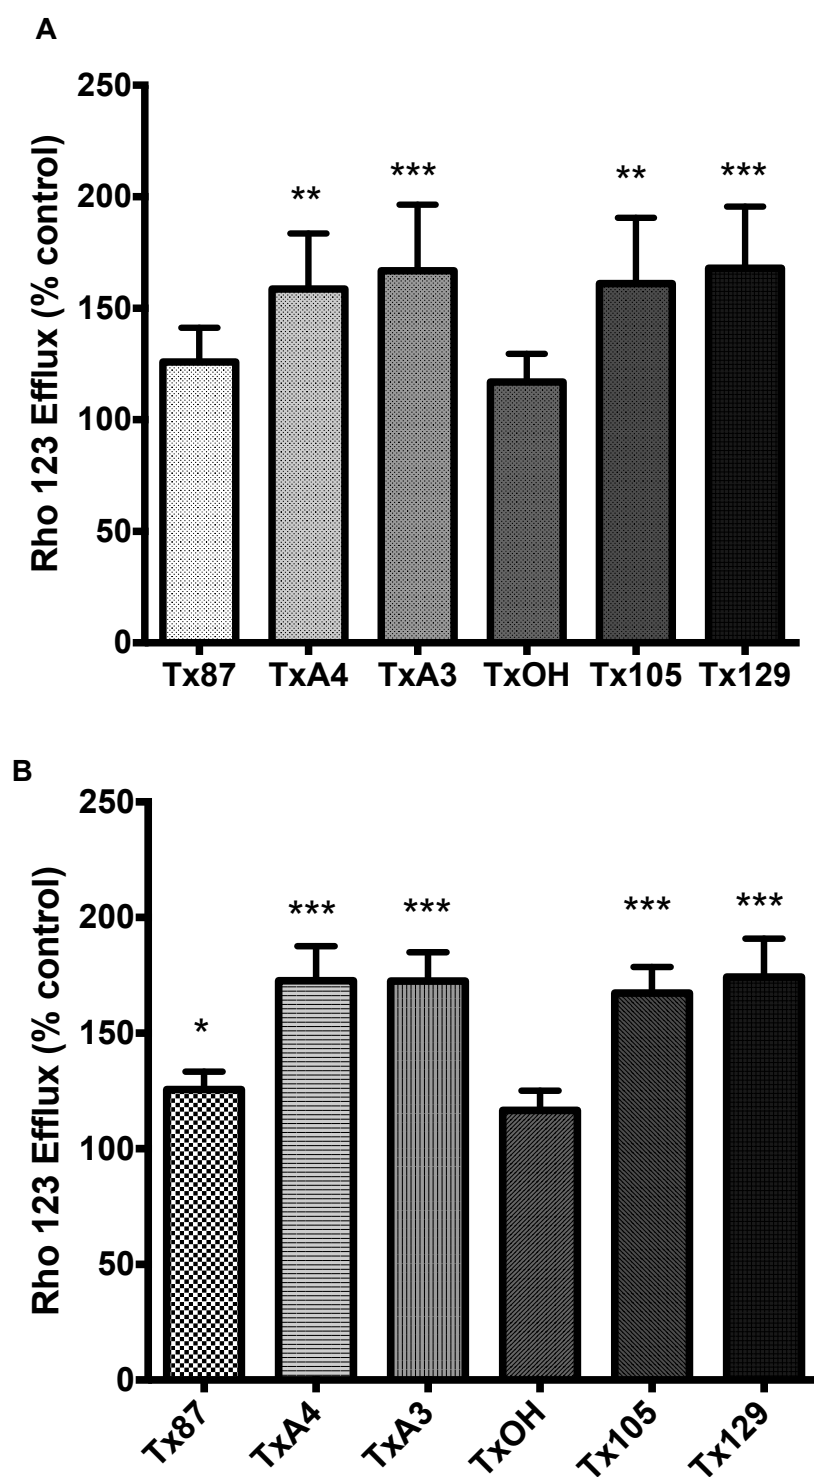 A
Rho 123 Efflux (% control)
250
200
150
100
50
0
** *** ** ***
Tx87 TxA4 TxA3 TxOH Tx105 Tx129
B
Rho 123 Efflux (% control)
250
200
150
100
50
0
* *** *** *** ***
Tx87 TxA4 TxA3 TxOH Tx105 Tx129